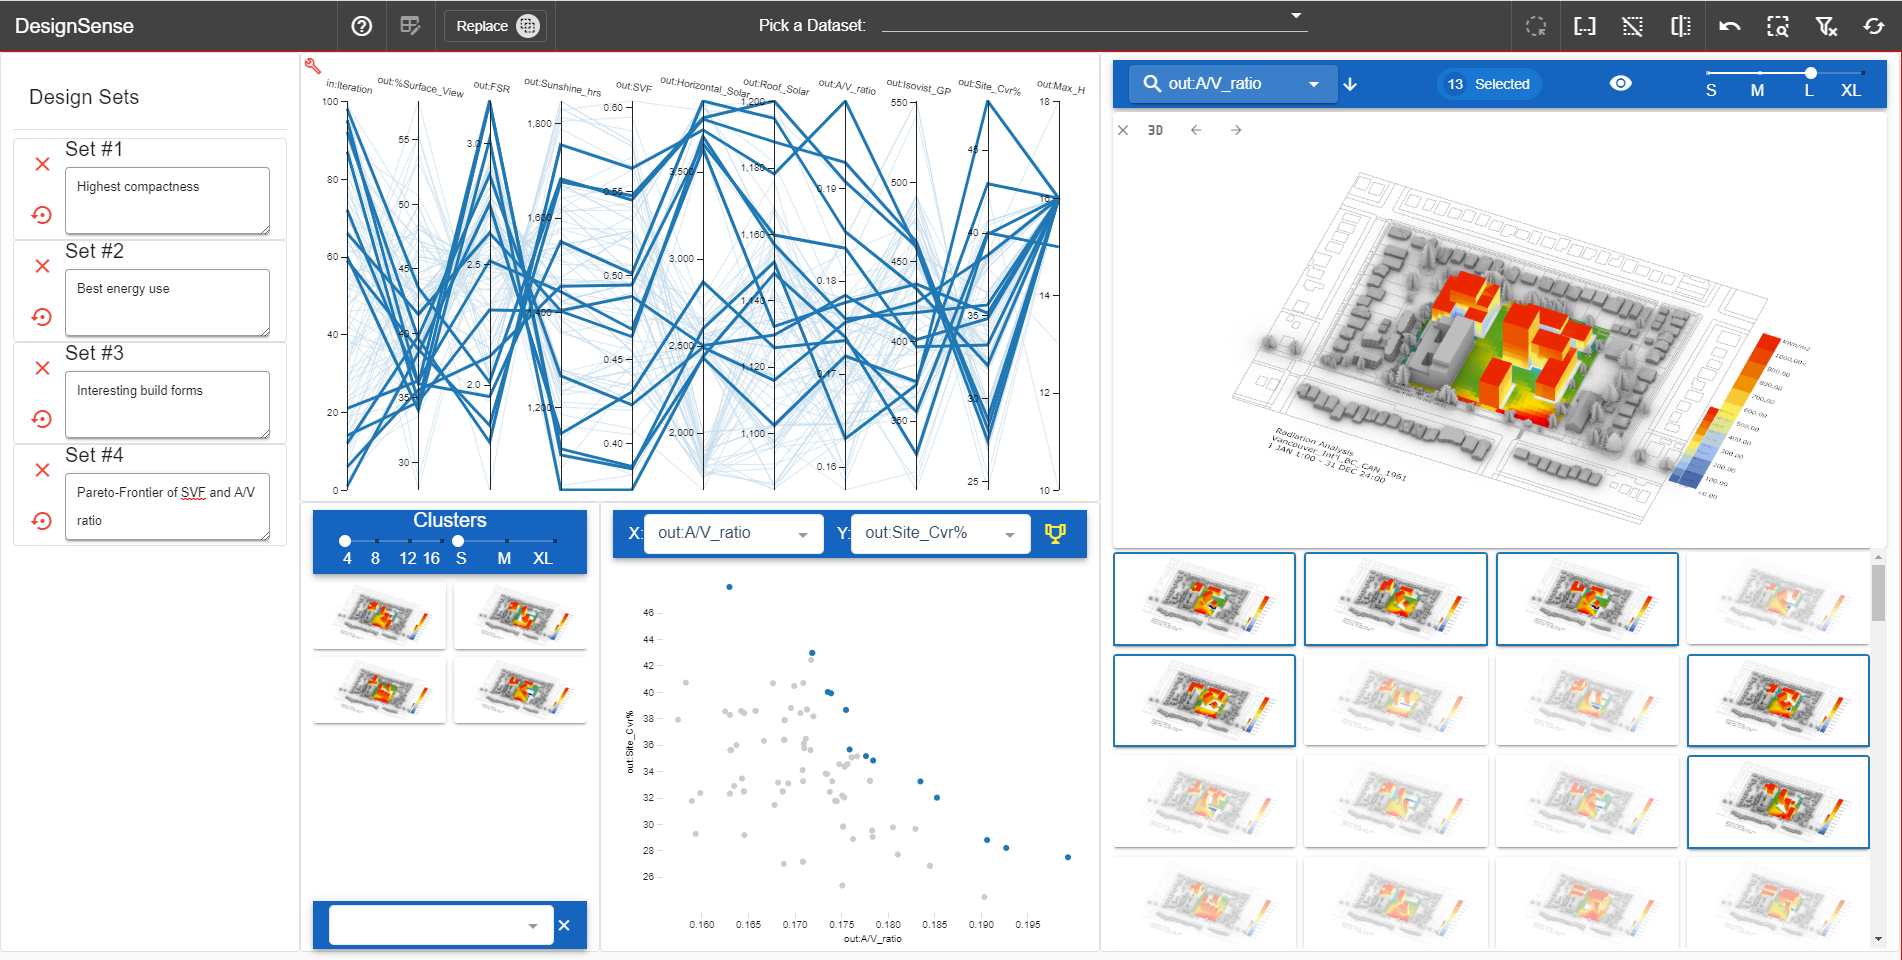 DesignSense
Replace
Pick a Dataset:
Design Sets
Set #1
Highest compactness
Set #2
Best energy use
Set #3
Interesting build forms
Set #4
Pareto-Frontier of SVF and A/V
ratio
in:Iteration
out:%Surface_View
out:FSR
out:Sunshine_hrs
out:SVF
out:Horizontal_Solar
out:Roof_Solar
out:A/V_ratio
out:Isovist_GP
out:Site_Cvr%
out:Max_H
100
80
60
40
20
0
55
50
45
40
35
30
3.0
2.5
2.0
1,800
1,600
1,400
1,200
0.60
0.55
0.50
0.45
0.40
3,500
3,000
2,500
2,000
1,200
1,180
1,160
1,140
1,120
1,100
0.19
0.18
0.17
0.16
550
500
450
400
350
45
40
35
30
25
18
16
14
12
10
Clusters
4 8 12 16 S M XL
X: out:A/V_ratio
Y: out:Site_Cvr%
out:Site_Cvr%
46
44
42
40
38
36
34
32
30
28
26
0.160 0.165 0.170 0.175 0.180 0.185 0.190 0.195
out:A/V_ratio
out:A/V_ratio
13 Selected
S M L XL
3D
kWh/m2
1000.00<
900.00
800.00
700.00
600.00
500.00
400.00
300.00
200.00
100.00
<0.00
Radiation Analysis
Vancouver_Int'l_BC_CAN_1961
1 JAN 1:00 - 31 DEC 24:00